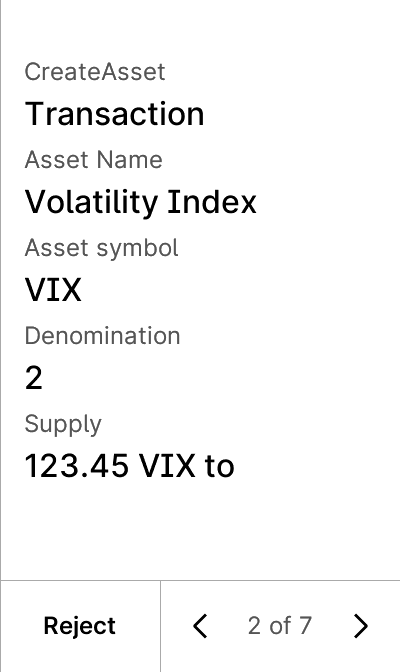 CreateAsset
Transaction
Asset Name
Volatility Index
Asset symbol
VIX
Denomination
2
Supply
123.45 VIX to
Reject
2 of 7